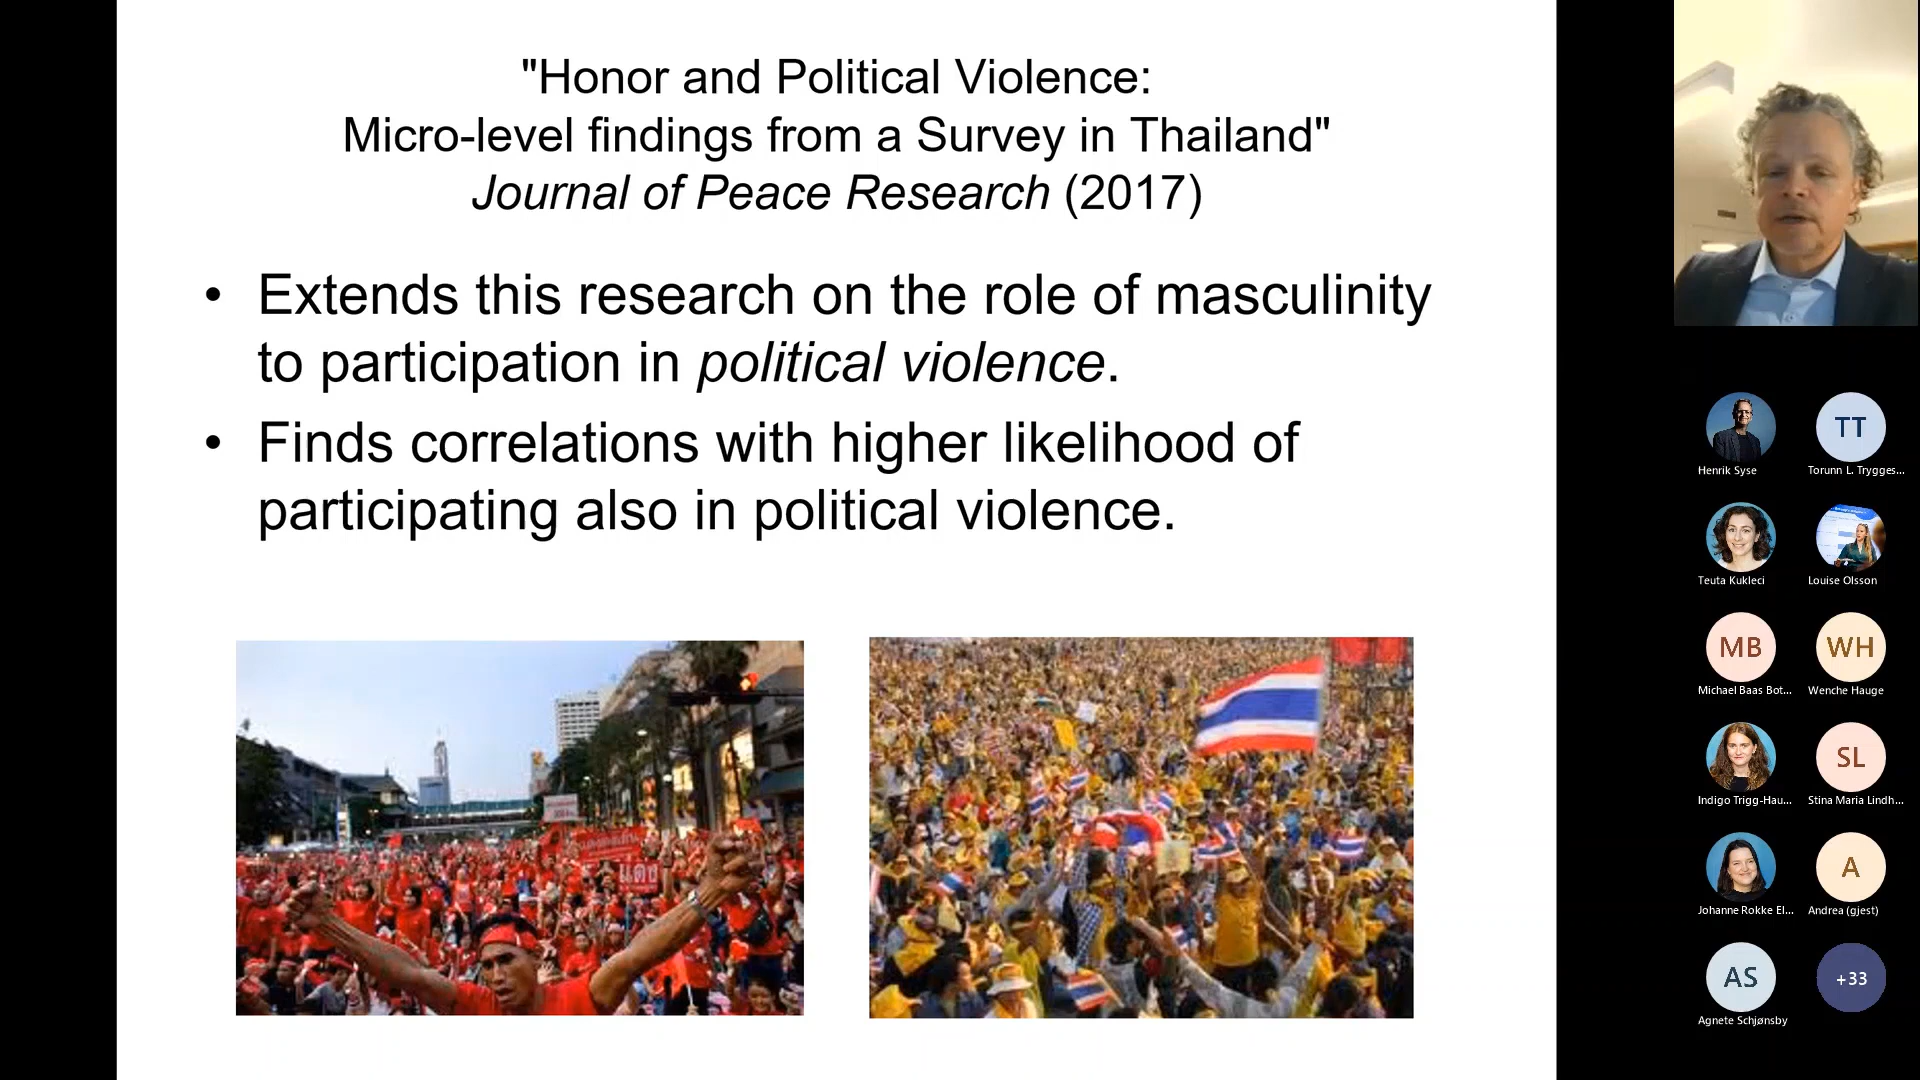 "Honor and Political Violence:
Micro-level findings from a Survey in Thailand"
Journal of Peace Research (2017)
• Extends this research on the role of masculinity
to participation in political violence.
• Finds correlations with higher likelihood of
participating also in political violence.
แดง
Henrik Syse
TT
Torunn L. Trygges...
Teuta Kukleci
Louise Olsson
MB
Michael Baas Bot...
WH
Wenche Hauge
Indigo Trigg-Hau...
SL
Stina Maria Lindh...
Johanne Rokke El...
A
Andrea (gjest)
AS
Agnete Schjønsby
+33